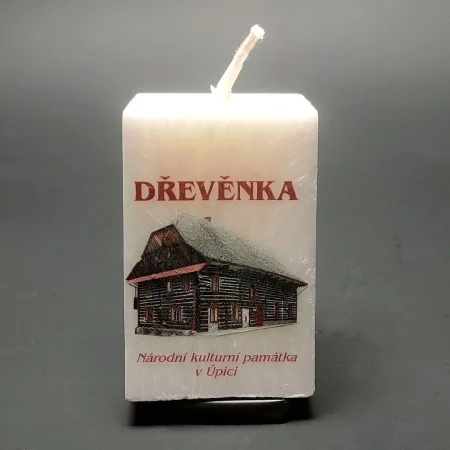 DŘEVĚNKA
Národní kulturní památka
v Úpici